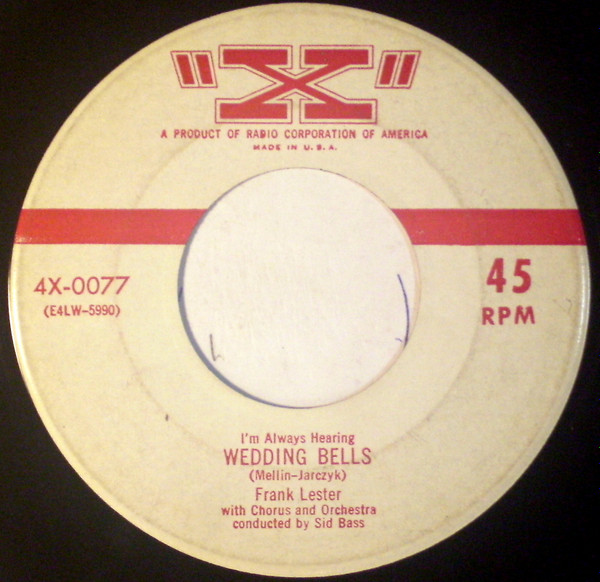 "X"
A PRODUCT OF RADIO CORPORATION OF AMERICA
MADE IN U.S.A.
4X-0077
(E4LW-5990)
45
RPM
I'm Always Hearing
WEDDING BELLS
(Mellin-Jarczyk)
Frank Lester
with Chorus and Orchestra
conducted by Sid Bass